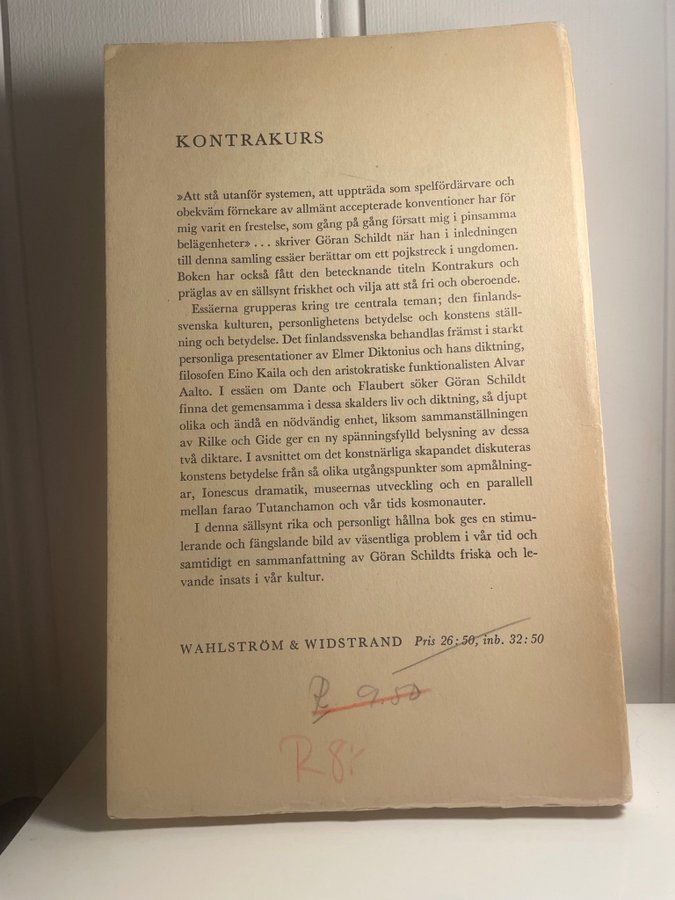 KONTRAKURS
»Att stå utanför systemen, att uppträda som spelfördärvare och
obekväm förnekare av allmänt accepterade konventioner har för
mig varit en frestelse, som gång på gång försatt mig i pinsamma
belägenheter» . . . skriver Göran Schildt när han i inledningen
till denna samling essäer berättar om ett pojkstreck i ungdomen.
Boken har också fått den betecknande titeln Kontrakurs och
präglas av en sällsynt friskhet och vilja att stå fri och oberoende.
Essäerna grupperas kring tre centrala teman; den finlands-
svenska kulturen, personlighetens betydelse och konstens ställ-
ning och betydelse. Det finlandssvenska behandlas främst i starkt
personliga presentationer av Elmer Diktonius och hans diktning,
filosofen Eino Kaila och den aristokratiske funktionalisten Alvar
Aalto. I essäen om Dante och Flaubert söker Göran Schildt
finna det gemensamma i dessa skalders liv och diktning, så djupt
olika och ändå en nödvändig enhet, liksom sammanställningen
av Rilke och Gide ger en ny spänningsfylld belysning av dessa
två diktare. I avsnittet om det konstnärliga skapandet diskuteras
konstens betydelse från så olika utgångspunkter som apmålning-
ar, Ionescus dramatik, museernas utveckling och en parallell
mellan farao Tutanchamon och vår tids kosmonauter.
I denna sällsynt rika och personligt hållna bok ges en stimu-
lerande och fängslande bild av väsentliga problem i vår tid och
samtidigt en sammanfattning av Göran Schildts friska och le-
vande insats i vår kultur.
WAHLSTRÖM & WIDSTRAND Pris 26:50, inb. 32:50
R 9.50
R 8:-